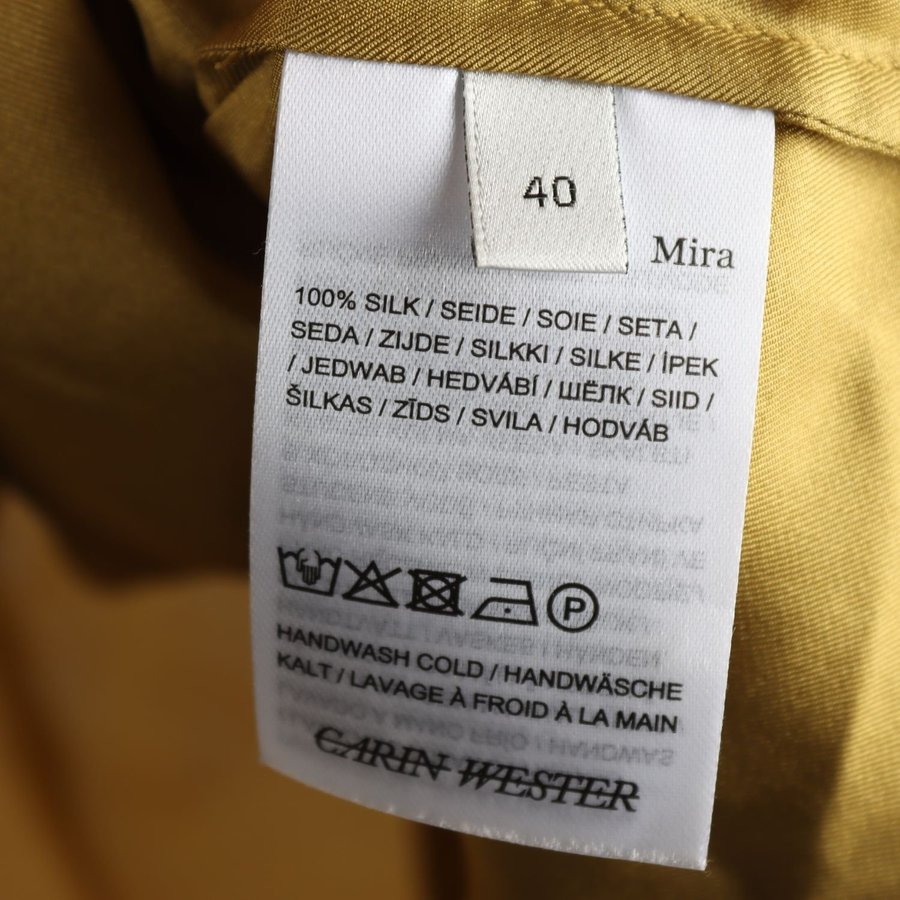 40
Mira
100% SILK / SEIDE / SOIE / SETA /
SEDA / ZIJDE / SILKKI / SILKE / İPEK
/ JEDWAB / HEDVÁBÍ / ШЁЛК / SIID /
ŠILKAS / ZĪDS / SVILA / HODVÁB
P
HANDWASH COLD / HANDWÄSCHE
KALT / LAVAGE À FROID À LA MAIN
CARIN WESTER